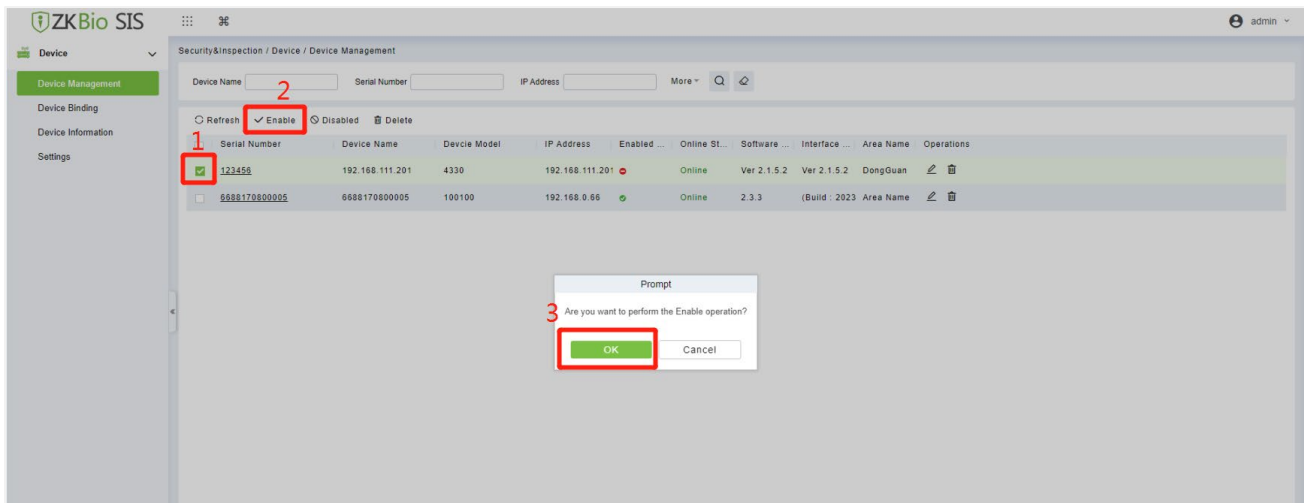 ZKBio SIS
admin
Device
Security&Inspection / Device / Device Management
Device Management
Device Name Serial Number IP Address More
2
Device Binding
Refresh Enable Disabled Delete
Device Information
1
Serial Number Device Name Devcie Model IP Address Enabled ... Online St... Software ... Interface ... Area Name Operations
Settings
123456 192.168.111.201 4330 192.168.111.201 Online Ver 2.1.5.2 Ver 2.1.5.2 DongGuan
6688170800005 6688170800005 100100 192.168.0.66 Online 2.3.3 (Build : 2023 Area Name
Prompt
3 Are you want to perform the Enable operation?
OK Cancel